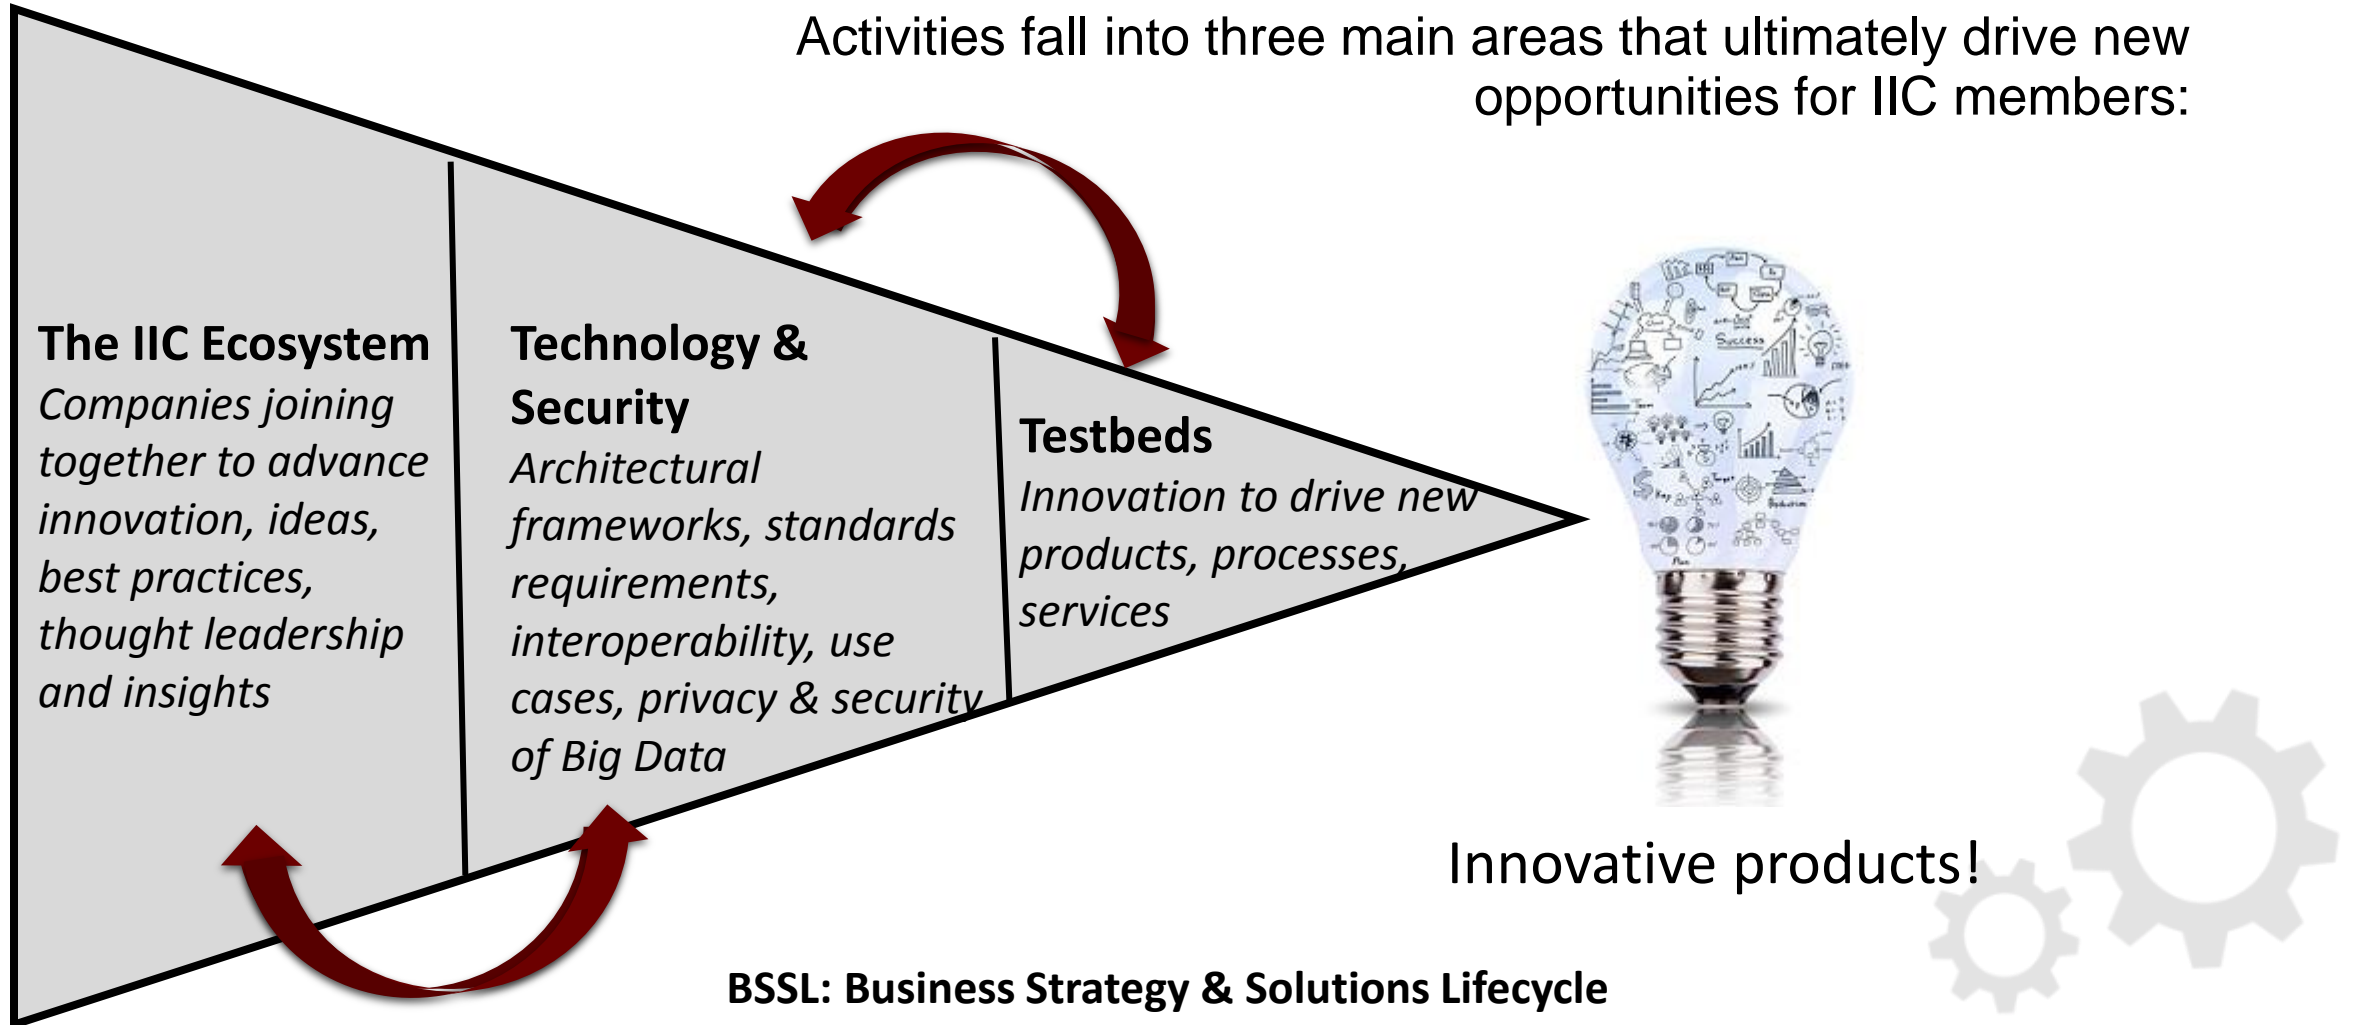 Activities fall into three main areas that ultimately drive new
opportunities for IIC members:
The IIC Ecosystem
Companies joining
together to advance
innovation, ideas,
best practices,
thought leadership
and insights
Technology &
Security
Architectural
frameworks, standards
requirements,
interoperability, use
cases, privacy & security
of Big Data
Testbeds
Innovation to drive new
products, processes,
services
Success
Innovative products!
BSSL: Business Strategy & Solutions Lifecycle